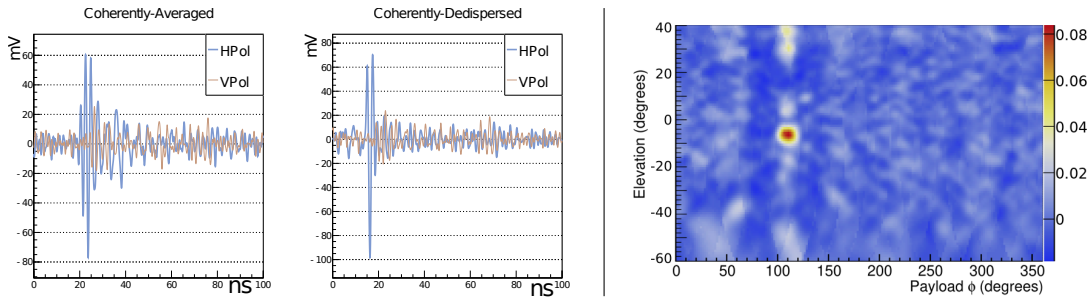 Coherently-Averaged
mV
60
40
20
0
-20
-40
-60
-80
HPol
VPol
0 20 40 60 80 100
ns
Coherently-Dedispersed
mV
80
60
40
20
0
-20
-40
-60
-80
-100
HPol
VPol
0 20 40 60 80 100
ns
Elevation (degrees)
40
20
0
-20
-40
-60
0 50 100 150 200 250 300 350
Payload ϕ (degrees)
0.08
0.06
0.04
0.02
0